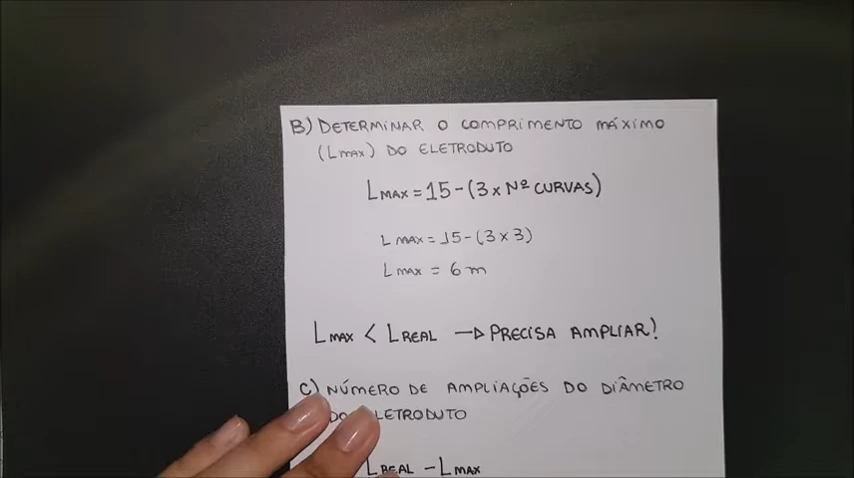 B) DETERMINAR O COMPRIMENTO MÁXIMO
(LMAX) DO ELETRODUTO
LMAX = 15 - (3 x Nº CURVAS)
LMAX = 15 - (3 x 3)
LMAX = 6 m
LMAX < LREAL → PRECISA AMPLIAR!
C) NÚMERO DE AMPLIAÇÕES DO DIÂMETRO
DO ELETRODUTO
LREAL - LMAX